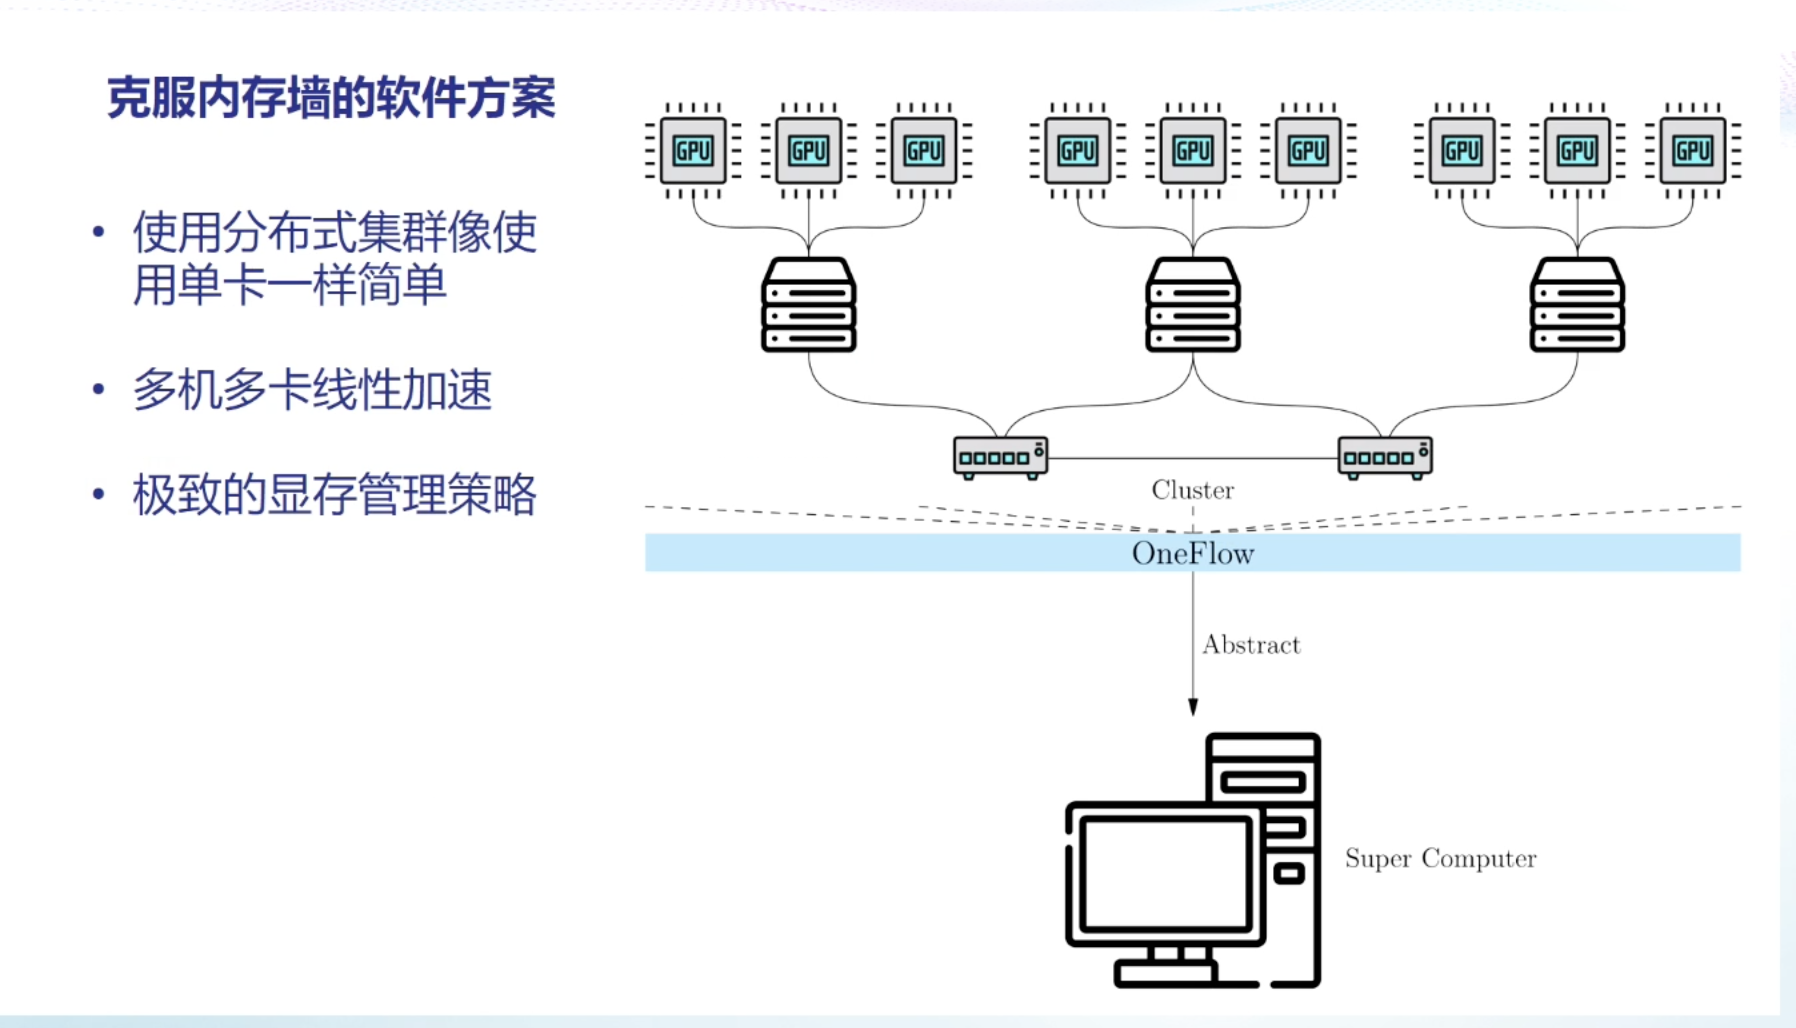 克服内存墙的软件方案
• 使用分布式集群像使
用单卡一样简单
• 多机多卡线性加速
• 极致的显存管理策略
GPU GPU GPU GPU GPU GPU GPU GPU GPU
Cluster
OneFlow
Abstract
Super Computer